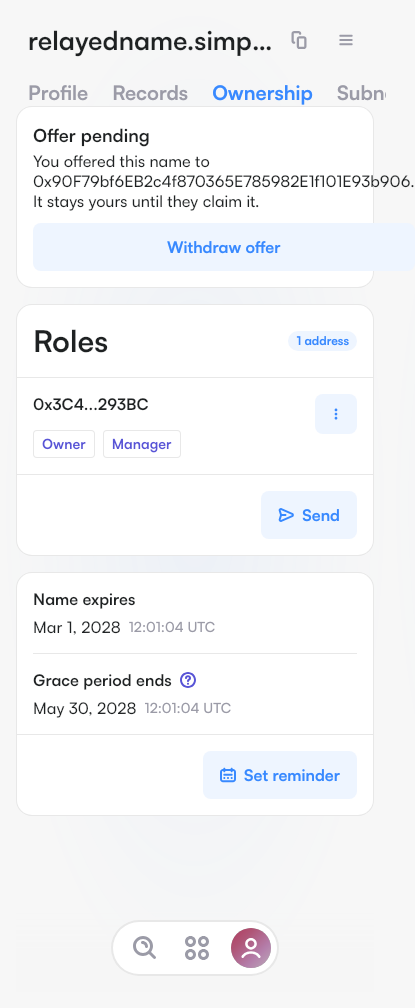 relayedname.simp...
Profile Records Ownership Subn
Offer pending
You offered this name to
0x90F79bf6EB2c4f870365E785982E1f101E93b906.
It stays yours until they claim it.
Withdraw offer
Roles
1 address
0x3C4...293BC
Owner Manager
Send
Name expires
Mar 1, 2028 12:01:04 UTC
Grace period ends
May 30, 2028 12:01:04 UTC
Set reminder